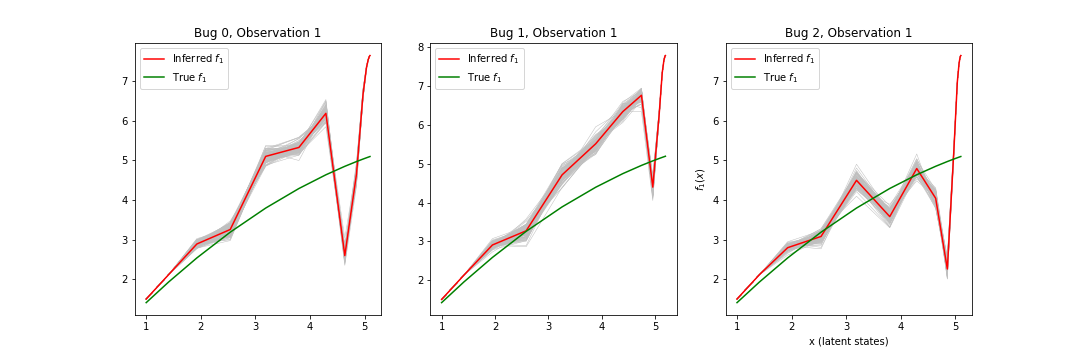 Bug 0, Observation 1
Inferred f₁
True f₁
7
6
5
4
3
2
1 2 3 4 5
Bug 1, Observation 1
Inferred f₁
True f₁
8
7
6
5
4
3
2
1 2 3 4 5
Bug 2, Observation 1
Inferred f₁
True f₁
f₁(x)
7
6
5
4
3
2
1 2 3 4 5
x (latent states)